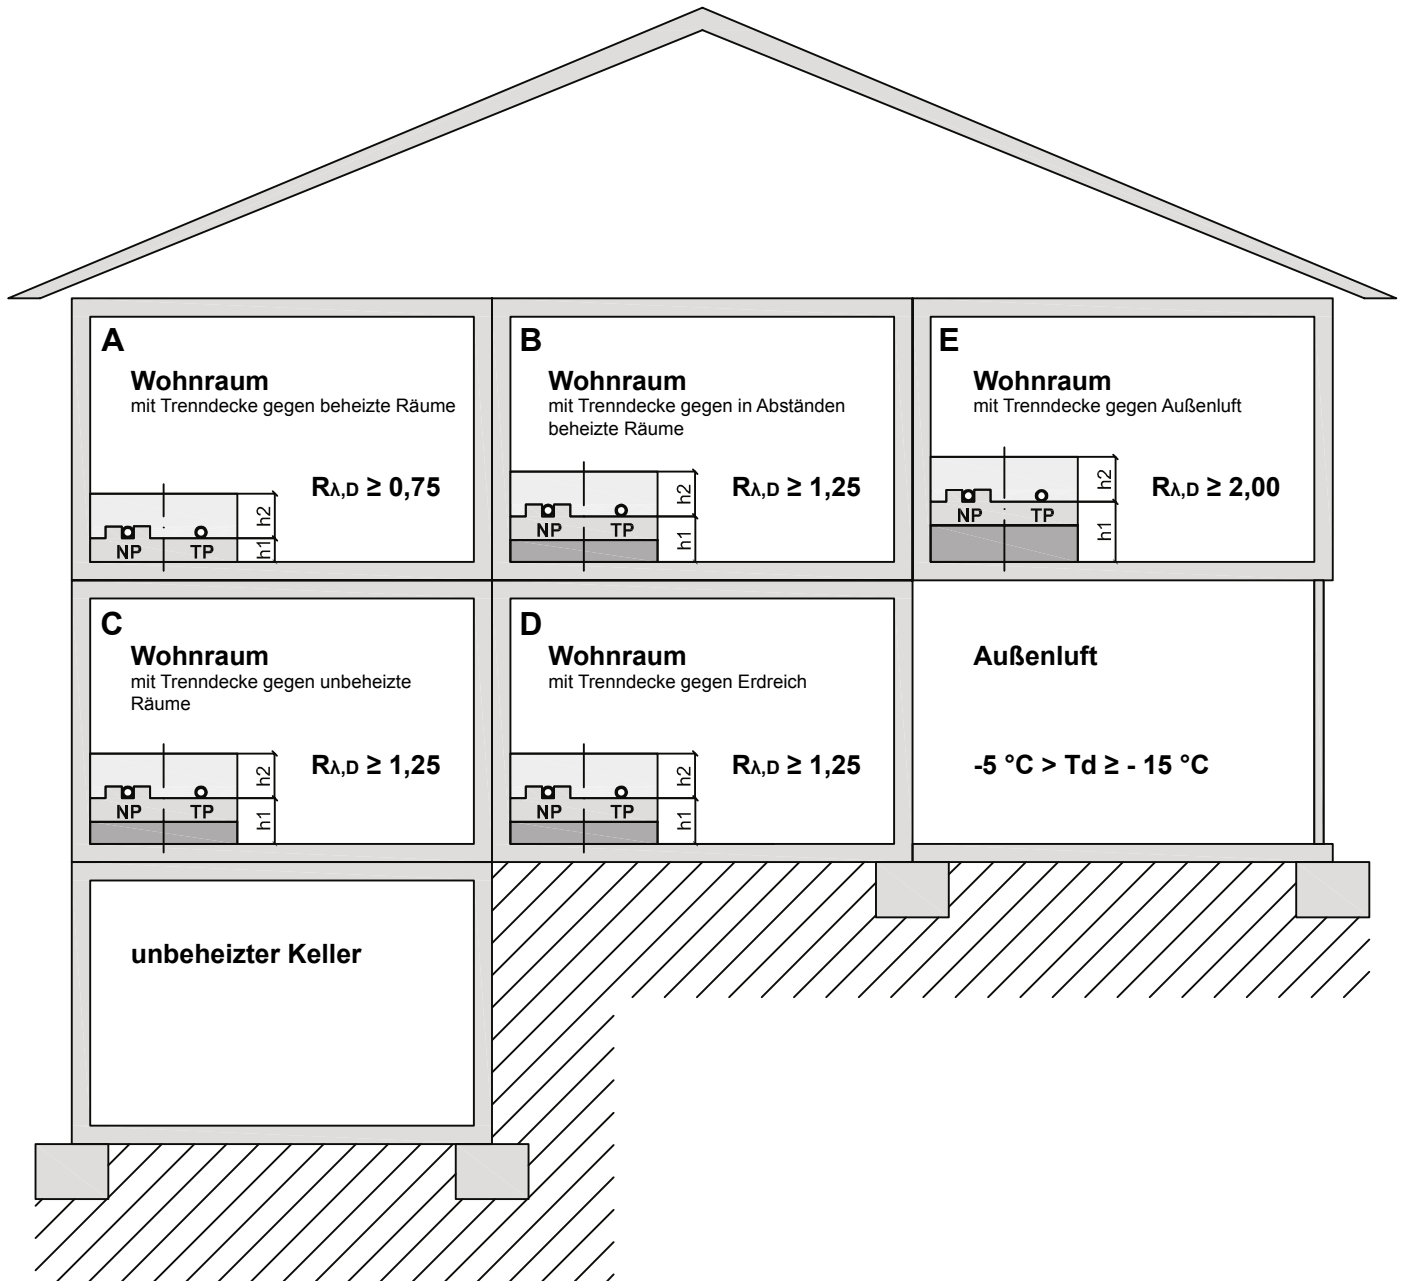 A
Wohnraum
mit Trenndecke gegen beheizte Räume
Rλ,D ≥ 0,75
h2
h1
NP
TP
B
Wohnraum
mit Trenndecke gegen in Abständen
beheizte Räume
Rλ,D ≥ 1,25
h2
h1
NP
TP
E
Wohnraum
mit Trenndecke gegen Außenluft
Rλ,D ≥ 2,00
h2
h1
NP
TP
C
Wohnraum
mit Trenndecke gegen unbeheizte
Räume
Rλ,D ≥ 1,25
h2
h1
NP
TP
D
Wohnraum
mit Trenndecke gegen Erdreich
Rλ,D ≥ 1,25
h2
h1
NP
TP
Außenluft
-5 °C > Td ≥ - 15 °C
unbeheizter Keller